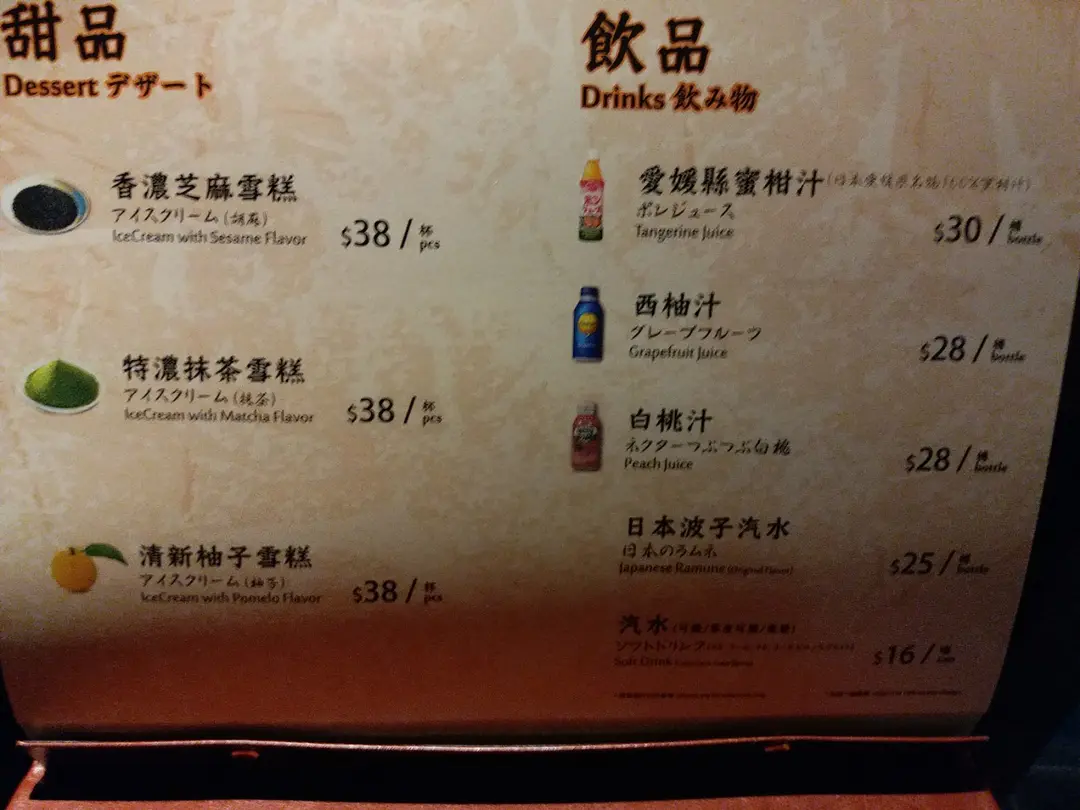 甜品
Dessert デザート
香濃芝麻雪糕
アイスクリーム (胡麻)
IceCream with Sesame Flavor
$38 / 杯 pcs
特濃抹茶雪糕
アイスクリーム (抹茶)
IceCream with Matcha Flavor
$38 / 杯 pcs
清新柚子雪糕
アイスクリーム (柚子)
IceCream with Pomelo Flavor
$38 / 杯 pcs
飲品
Drinks 飲み物
愛媛縣蜜柑汁
ポンジュース
Tangerine Juice
$30 / bottle
西柚汁
グレープフルーツ
Grapefruit Juice
$28 / bottle
白桃汁
ネクターつぶつぶ白桃
Peach Juice
$28 / bottle
日本波子汽水
日本のラムネ
Japanese Ramune (Original Flavor)
$25 / bottle
汽水
ソフトドリンク
Soft Drink
$16 /